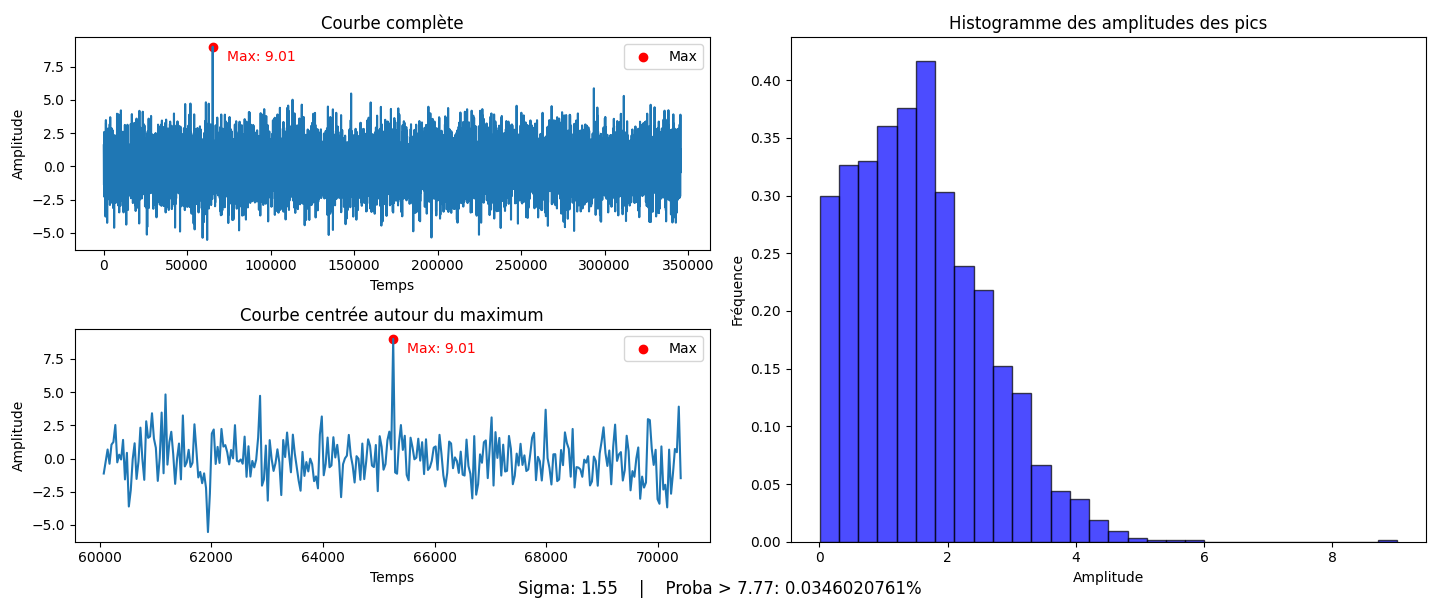 Courbe complète
Amplitude
7.5
5.0
2.5
0.0
−2.5
−5.0
Max: 9.01
Max
0
50000
100000
150000
200000
250000
300000
350000
Temps
Courbe centrée autour du maximum
Amplitude
7.5
5.0
2.5
0.0
−2.5
−5.0
Max: 9.01
Max
60000
62000
64000
66000
68000
70000
Temps
Histogramme des amplitudes des pics
Fréquence
0.40
0.35
0.30
0.25
0.20
0.15
0.10
0.05
0.00
0
2
4
6
8
Amplitude
Sigma: 1.55 | Proba > 7.77: 0.0346020761%